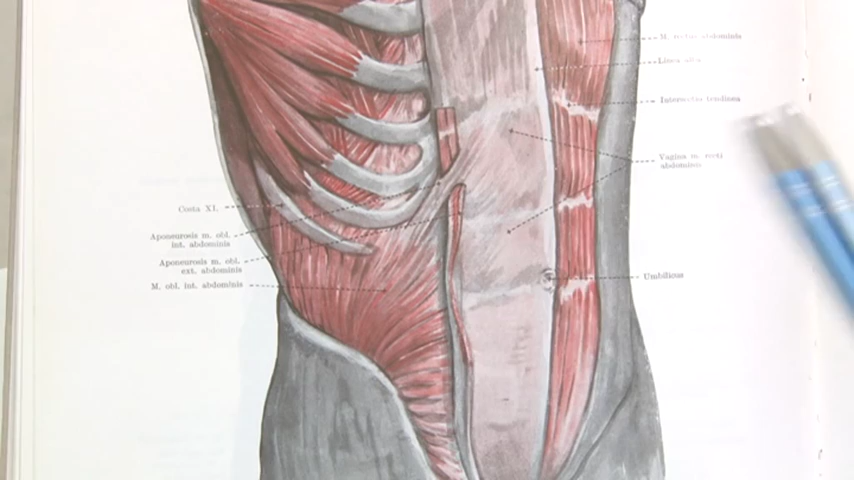 M. rectus abdominis
Linea alba
Intersectio tendinea
Vagina m. recti
abdominis
Costa XI.
Aponeurosis m. obl.
int. abdominis
Aponeurosis m. obl.
ext. abdominis
M. obl. int. abdominis
Umbilicus